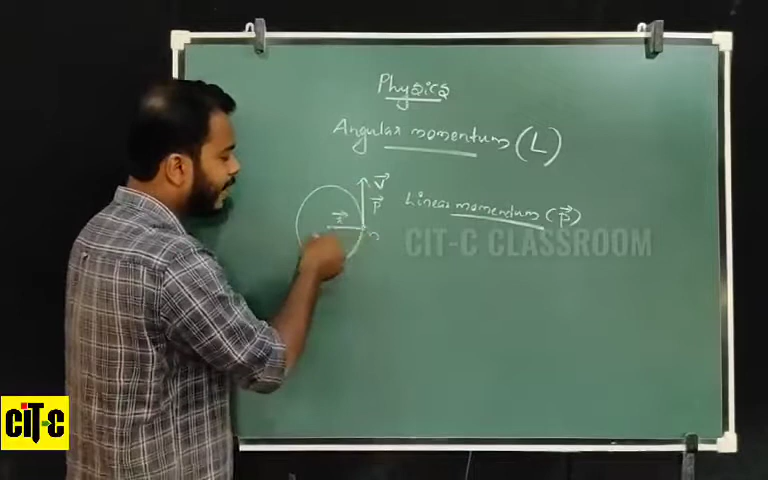 Physics
Angular momentum (L)
v
p
Linear momentum (p)
r
m
CIT-C CLASSROOM
CiT-C